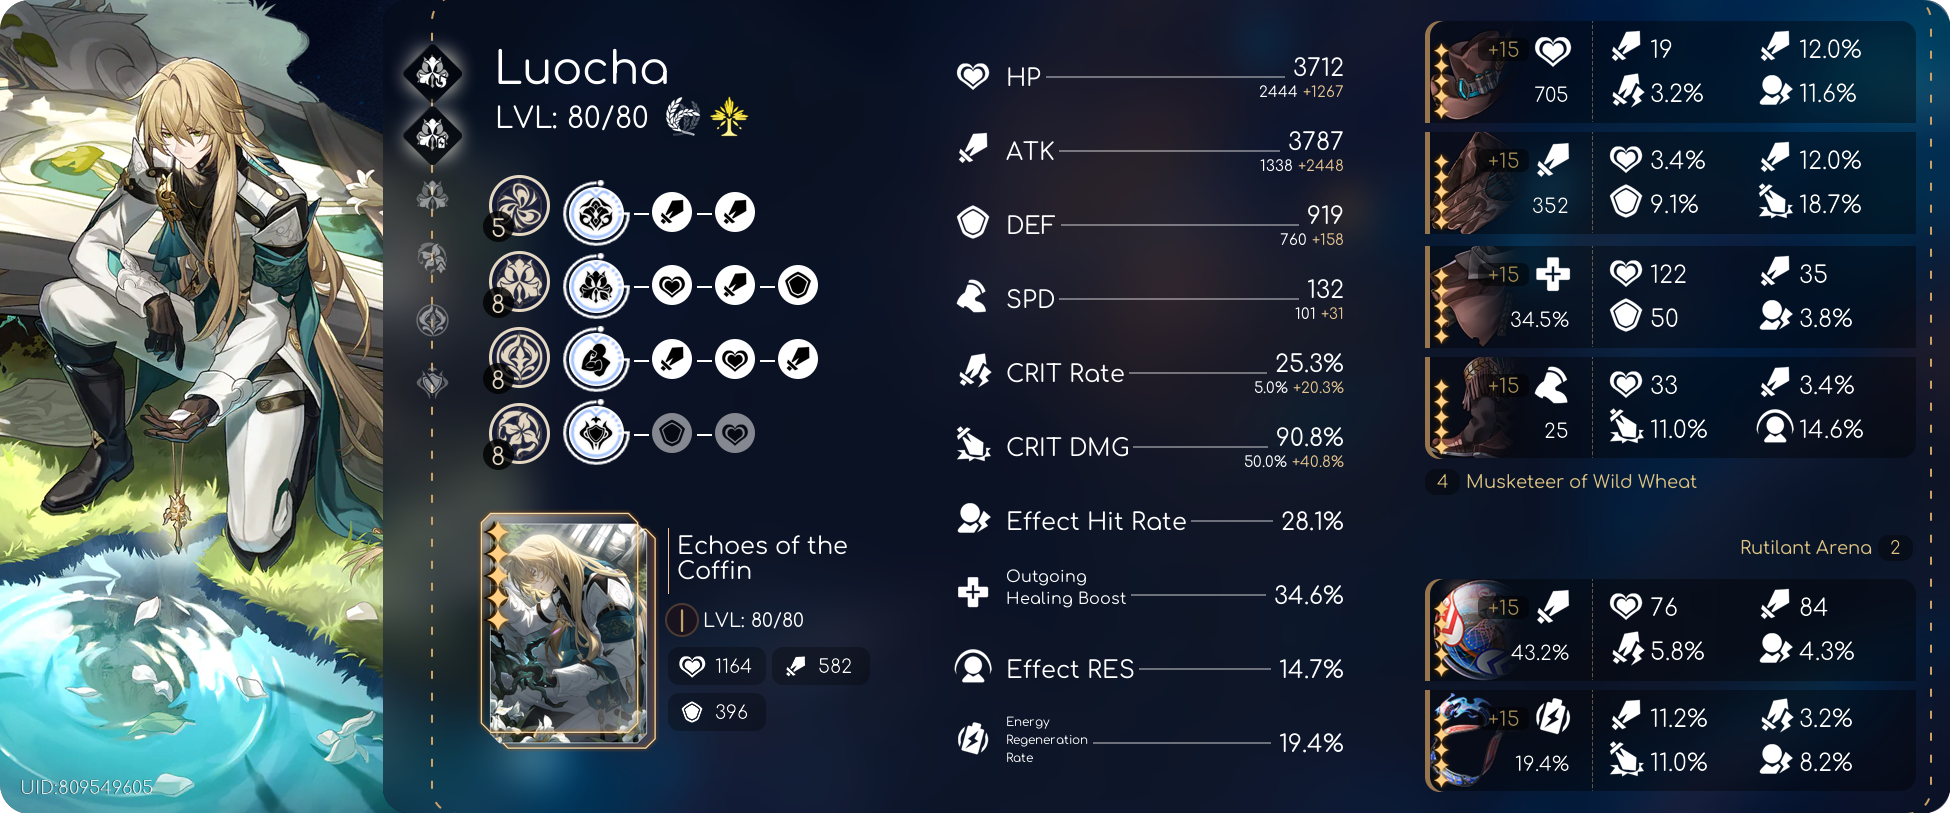 Luocha
LVL: 80/80
5
8
8
8
Echoes of the
Coffin
LVL: 80/80
1164
582
396
UID:809549605
HP
3712
2444 +1267
ATK
3787
1338 +2448
DEF
919
760 +158
SPD
132
101 +31
CRIT Rate
25.3%
5.0% +20.3%
CRIT DMG
90.8%
50.0% +40.8%
Effect Hit Rate
28.1%
Outgoing
Healing Boost
34.6%
Effect RES
14.7%
Energy
Regeneration
Rate
19.4%
+15
705
19
12.0%
3.2%
11.6%
+15
352
3.4%
12.0%
9.1%
18.7%
+15
34.5%
122
35
50
3.8%
+15
25
33
3.4%
11.0%
14.6%
4 Musketeer of Wild Wheat
Rutilant Arena 2
+15
43.2%
76
84
5.8%
4.3%
+15
19.4%
11.2%
3.2%
11.0%
8.2%